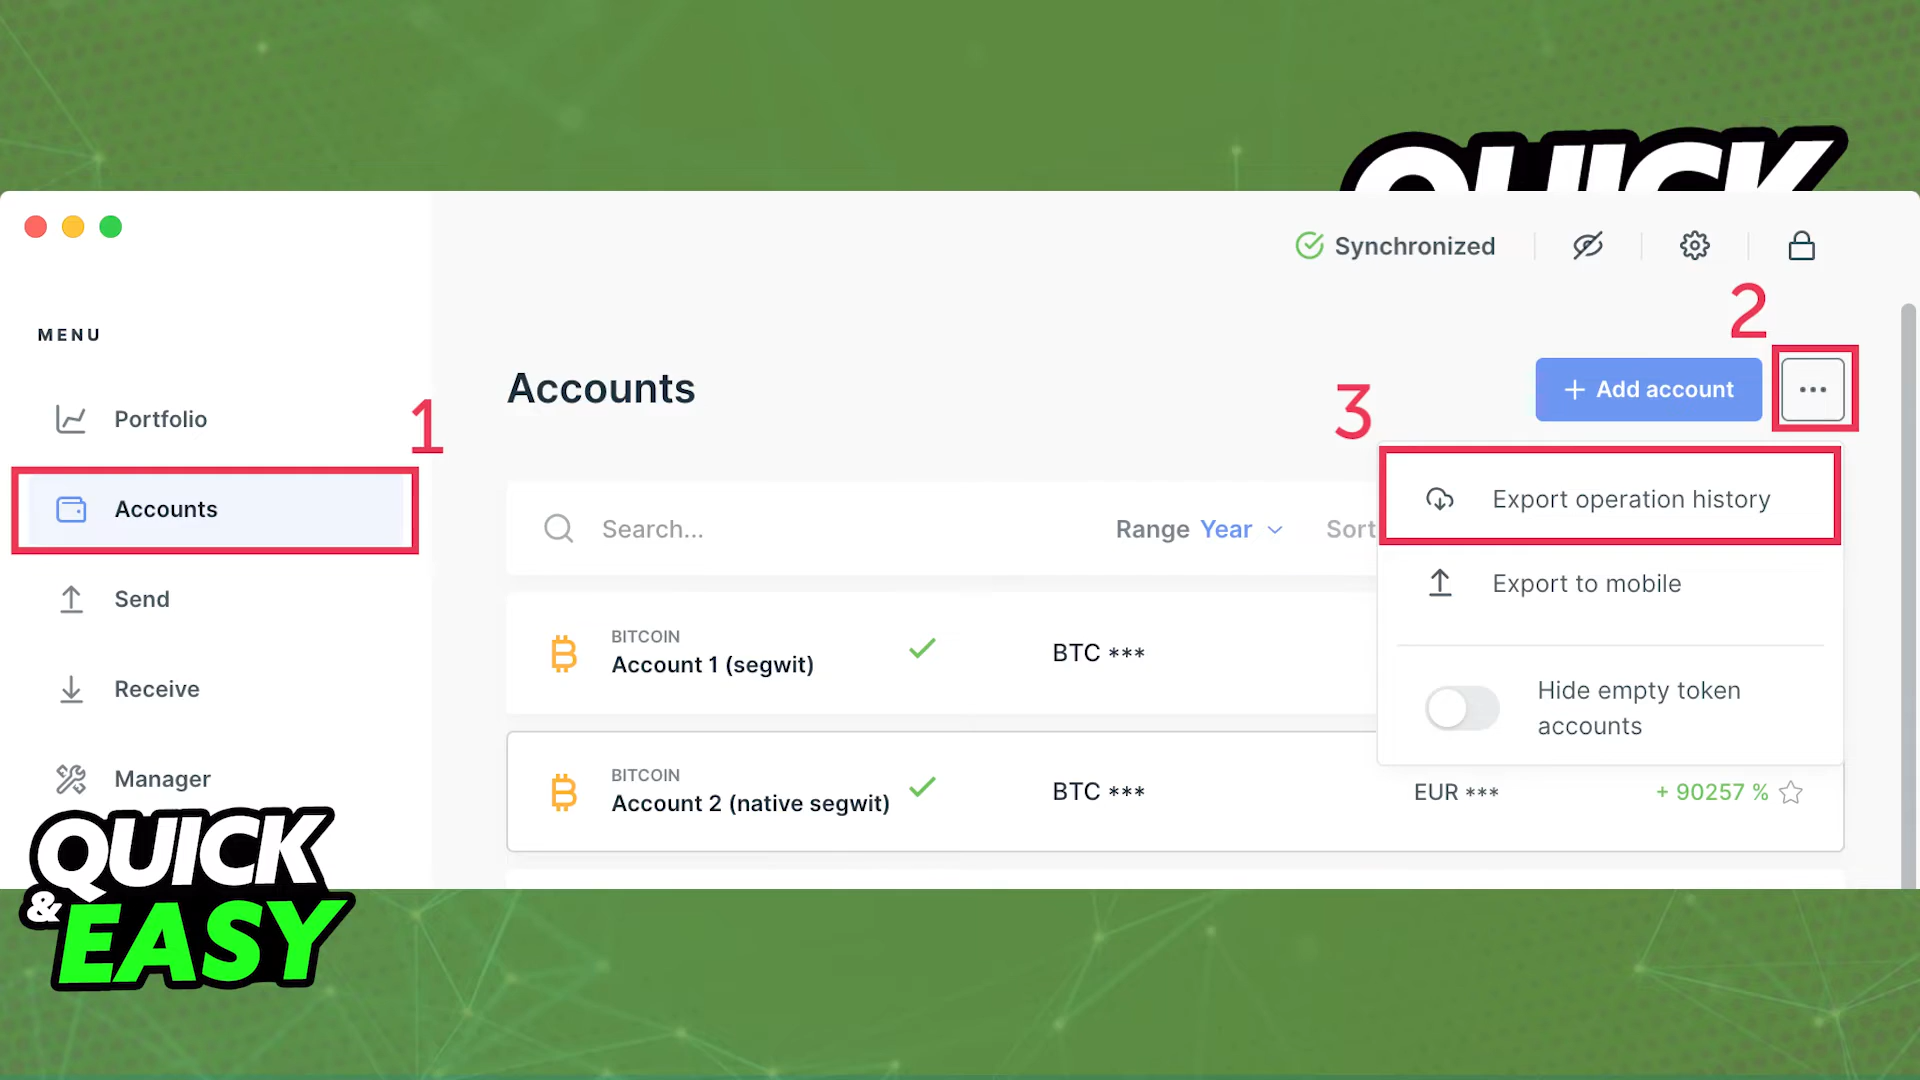 QUICK
Synchronized
MENU
2
Portfolio
1
Accounts
3
+ Add account
...
Accounts
Export operation history
Search...
Range Year
Sort
Send
Export to mobile
BITCOIN
Account 1 (segwit)
BTC ***
Receive
Hide empty token
accounts
Manager
BITCOIN
Account 2 (native segwit)
BTC ***
EUR ***
+ 90257 %
QUICK
& EASY